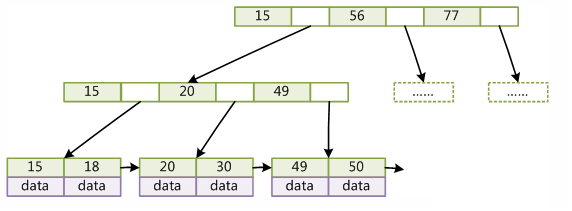 15 56 77
15 20 49
...... ......
15 18 20 30 49 50
data data data data data data